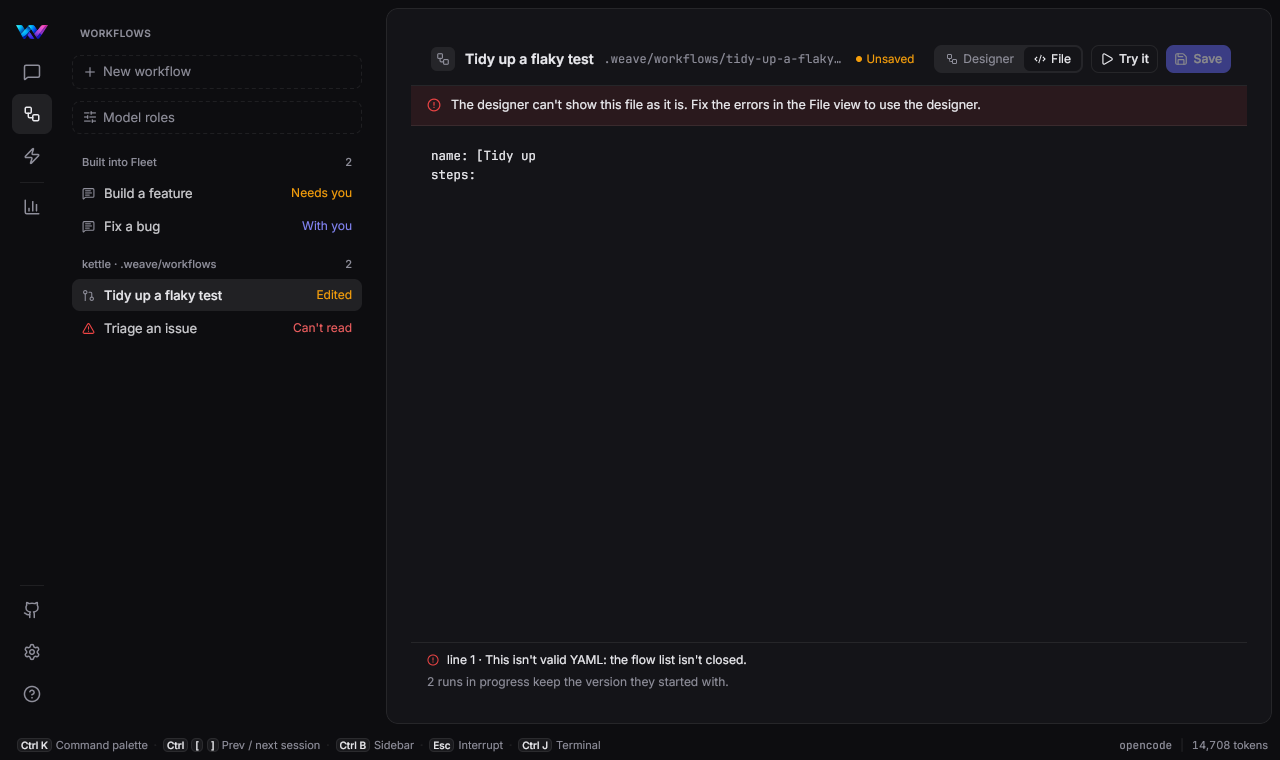 WORKFLOWS
New workflow
Model roles
Built into Fleet 2
Build a feature Needs you
Fix a bug With you
kettle · .weave/workflows 2
Tidy up a flaky test Edited
Triage an issue Can't read
Tidy up a flaky test .weave/workflows/tidy-up-a-flaky… Unsaved Designer File Try it Save
The designer can't show this file as it is. Fix the errors in the File view to use the designer.
name: [Tidy up
steps:
line 1 · This isn't valid YAML: the flow list isn't closed.
2 runs in progress keep the version they started with.
Ctrl K Command palette · Ctrl [ ] Prev / next session · Ctrl B Sidebar · Esc Interrupt · Ctrl J Terminal opencode 14,708 tokens